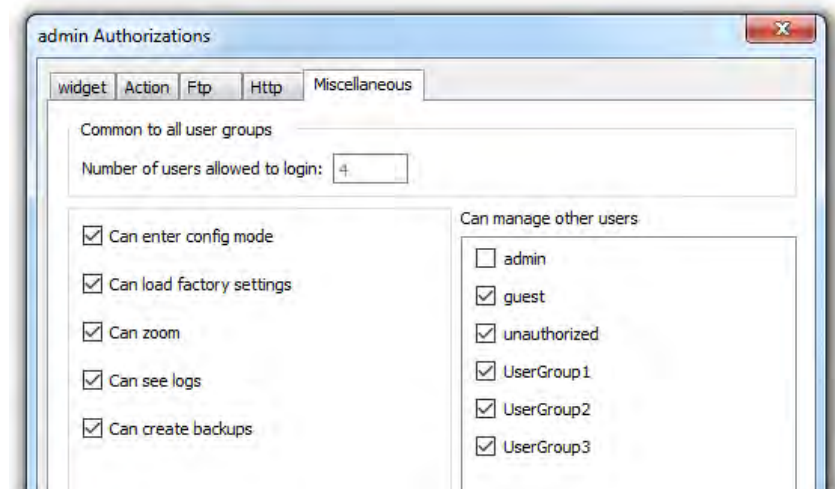 admin Authorizations
widget Action Ftp Http Miscellaneous
Common to all user groups
Number of users allowed to login: 4
Can enter config mode
Can load factory settings
Can zoom
Can see logs
Can create backups
Can manage other users
admin
guest
unauthorized
UserGroup1
UserGroup2
UserGroup3